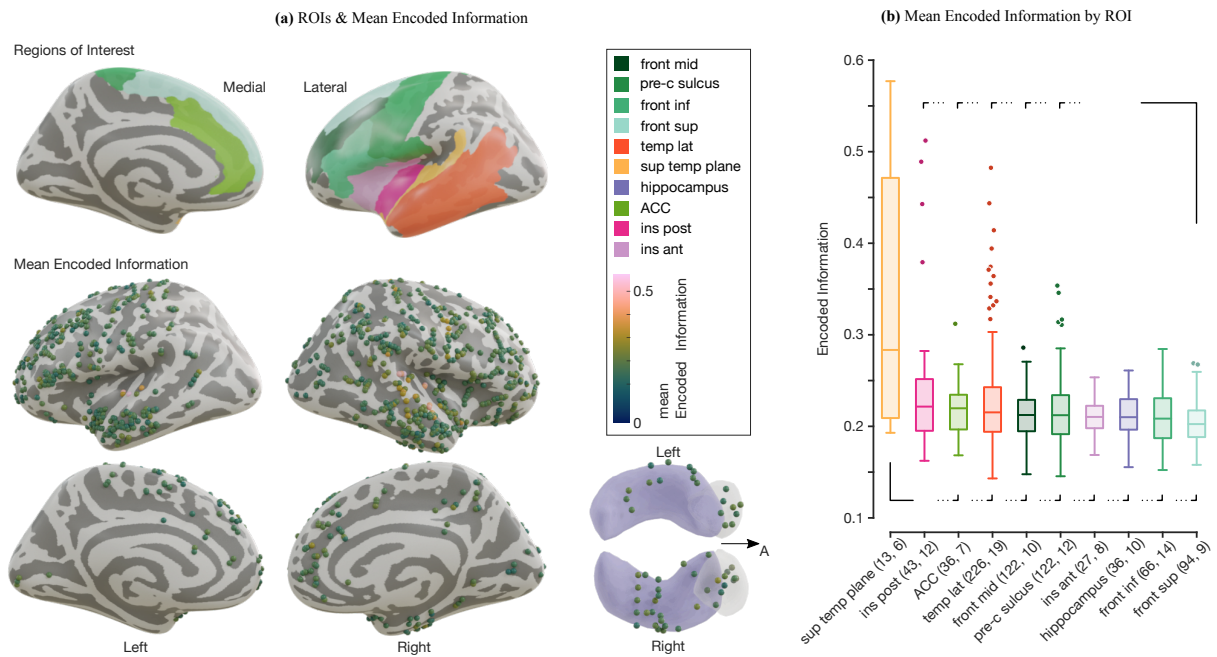 (a) ROIs & Mean Encoded Information
Regions of Interest
Medial
Lateral
Mean Encoded Information
Left
Right
front mid
pre-c sulcus
front inf
front sup
temp lat
sup temp plane
hippocampus
ACC
ins post
ins ant
0.5
0
mean
Encoded Information
Left
A
Right
(b) Mean Encoded Information by ROI
Encoded Information
0.6
0.5
0.4
0.3
0.2
0.1
sup temp plane (13, 6)
ins post (43, 12)
ACC (36, 7)
temp lat (226, 19)
front mid (122, 10)
pre-c sulcus (122, 12)
ins ant (27, 8)
hippocampus (36, 10)
front inf (66, 14)
front sup (94, 9)